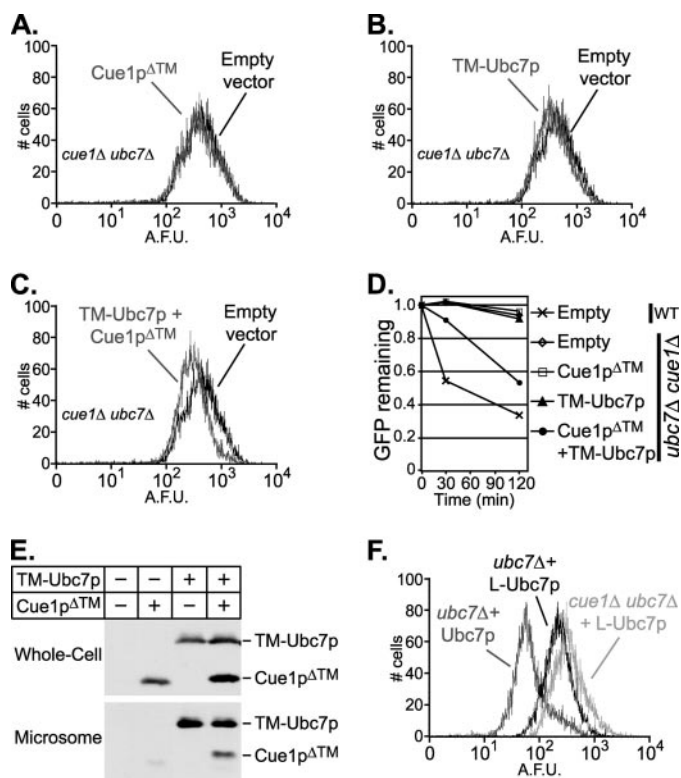 A.
# cells
100
80
60
40
20
0
Cue1pΔTM
Empty
vector
cue1Δ ubc7Δ
0 10¹ 10² 10³ 10⁴
A.F.U.
B.
# cells
100
80
60
40
20
0
TM-Ubc7p
Empty
vector
cue1Δ ubc7Δ
0 10¹ 10² 10³ 10⁴
A.F.U.
C.
# cells
100
80
60
40
20
0
TM-Ubc7p +
Cue1pΔTM
Empty
vector
cue1Δ ubc7Δ
0 10¹ 10² 10³ 10⁴
A.F.U.
D.
GFP remaining
1.0
0.8
0.6
0.4
0.2
0 30 60 90 120
Time (min)
Empty
WT
Empty
Cue1pΔTM
TM-Ubc7p
Cue1pΔTM
+TM-Ubc7p
ubc7Δ cue1Δ
E.
TM-Ubc7p – – + +
Cue1pΔTM – + – +
Whole-Cell
TM-Ubc7p
Cue1pΔTM
Microsome
TM-Ubc7p
Cue1pΔTM
F.
# cells
100
80
60
40
20
0
ubc7Δ+
Ubc7p
ubc7Δ+
L-Ubc7p
cue1Δ ubc7Δ
+ L-Ubc7p
0 10¹ 10² 10³ 10⁴
A.F.U.